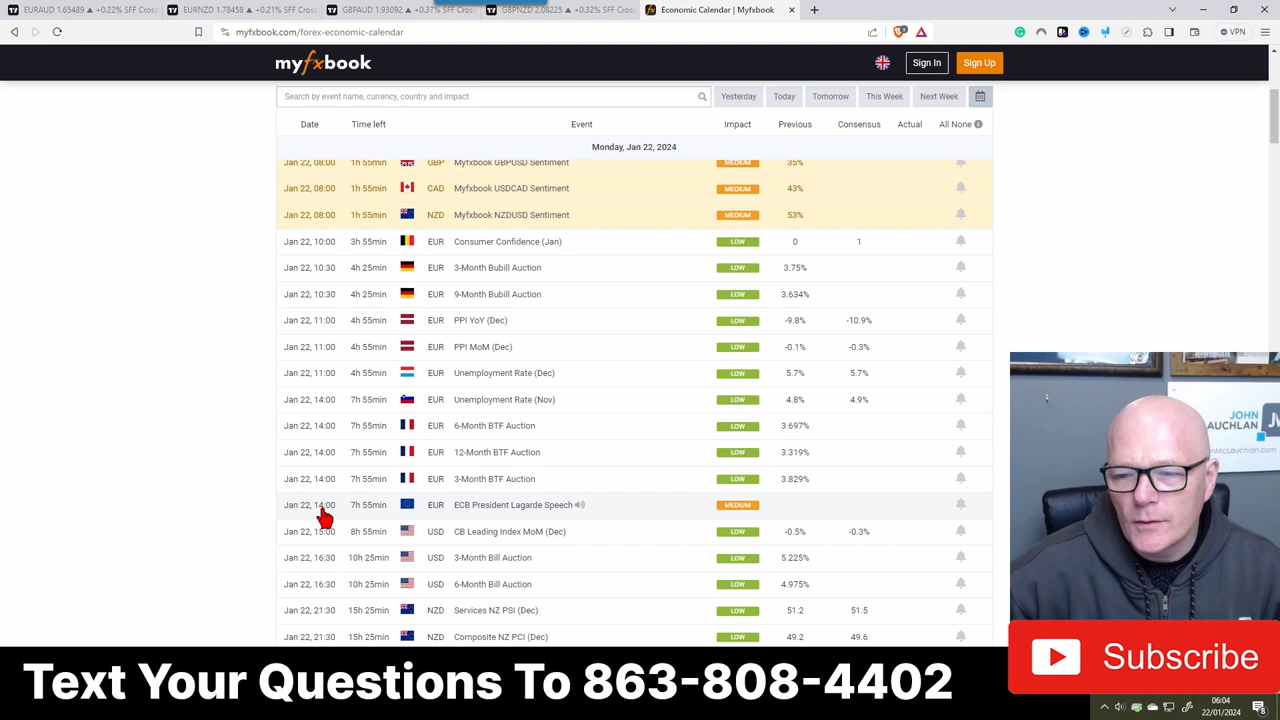 EURAUD 1.65489 ▲ +0.22% SFF Cross
EURNZD 1.78458 ▲ +0.21% SFF Cross
GBPAUD 1.93092 ▲ +0.37% SFF Cross
GBPNZD 2.08225 ▲ +0.32% SFF Cross
Economic Calendar | Myfxbook
myfxbook.com/forex-economic-calendar
VPN
myfxbook
Sign In
Sign Up
Search by event name, currency, country and impact
Yesterday Today Tomorrow This Week Next Week
Date Time left Event Impact Previous Consensus Actual All None
Monday, Jan 22, 2024
Jan 22, 08:00 1h 55min GBP Myfxbook GBPUSD Sentiment MEDIUM 35%
Jan 22, 08:00 1h 55min CAD Myfxbook USDCAD Sentiment MEDIUM 43%
Jan 22, 08:00 1h 55min NZD Myfxbook NZDUSD Sentiment MEDIUM 53%
Jan 22, 10:00 3h 55min EUR Consumer Confidence (Jan) LOW 0 1
Jan 22, 10:30 4h 25min EUR 3-Month Bubill Auction LOW 3.75%
Jan 22, 10:30 4h 25min EUR 9-Month Bubill Auction LOW 3.634%
Jan 22, 11:00 4h 55min EUR PPI YoY (Dec) LOW -9.8% -10.9%
Jan 22, 11:00 4h 55min EUR PPI MoM (Dec) LOW -0.1% -0.3%
Jan 22, 11:00 4h 55min EUR Unemployment Rate (Dec) LOW 5.7% 5.7%
Jan 22, 14:00 7h 55min EUR Unemployment Rate (Nov) LOW 4.8% 4.9%
Jan 22, 14:00 7h 55min EUR 6-Month BTF Auction LOW 3.697%
Jan 22, 14:00 7h 55min EUR 12-Month BTF Auction LOW 3.319%
Jan 22, 14:00 7h 55min EUR 3-Month BTF Auction LOW 3.829%
Jan 22, 14:00 7h 55min EUR ECB President Lagarde Speech MEDIUM
Jan 22, 15:00 8h 55min USD CB Leading Index MoM (Dec) LOW -0.5% -0.3%
Jan 22, 16:30 10h 25min USD 3-Month Bill Auction LOW 5.225%
Jan 22, 16:30 10h 25min USD 6-Month Bill Auction LOW 4.975%
Jan 22, 21:30 15h 25min NZD Services NZ PSI (Dec) LOW 51.2 51.5
Jan 22, 21:30 15h 25min NZD Composite NZ PCI (Dec) LOW 49.2 49.6
JOHN
Subscribe
Text Your Questions To 863-808-4402
06:04
22/01/2024
8